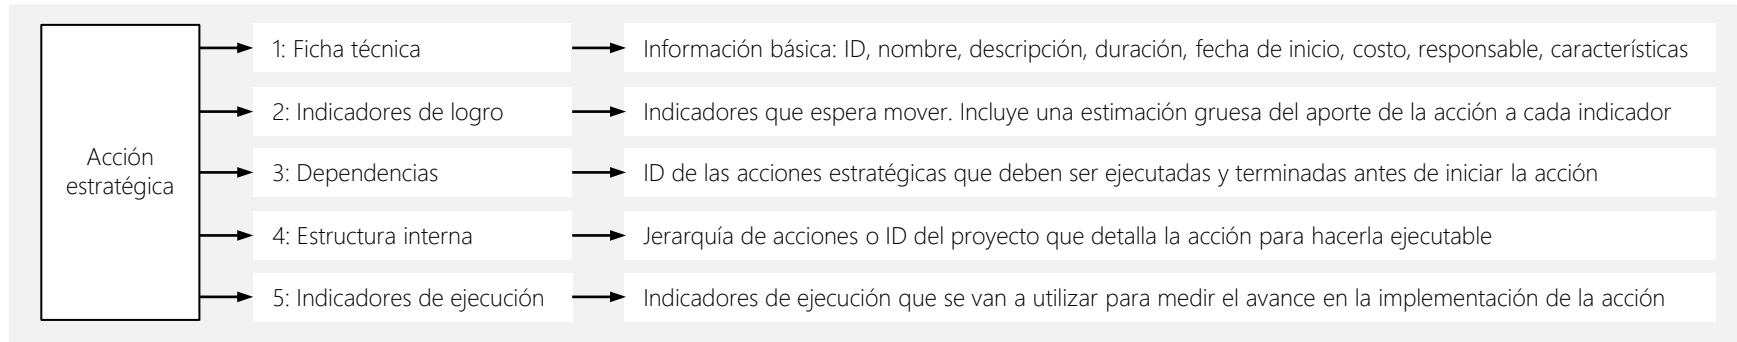 Acción
estratégica
1: Ficha técnica
Información básica: ID, nombre, descripción, duración, fecha de inicio, costo, responsable, características
2: Indicadores de logro
Indicadores que espera mover. Incluye una estimación gruesa del aporte de la acción a cada indicador
3: Dependencias
ID de las acciones estratégicas que deben ser ejecutadas y terminadas antes de iniciar la acción
4: Estructura interna
Jerarquía de acciones o ID del proyecto que detalla la acción para hacerla ejecutable
5: Indicadores de ejecución
Indicadores de ejecución que se van a utilizar para medir el avance en la implementación de la acción